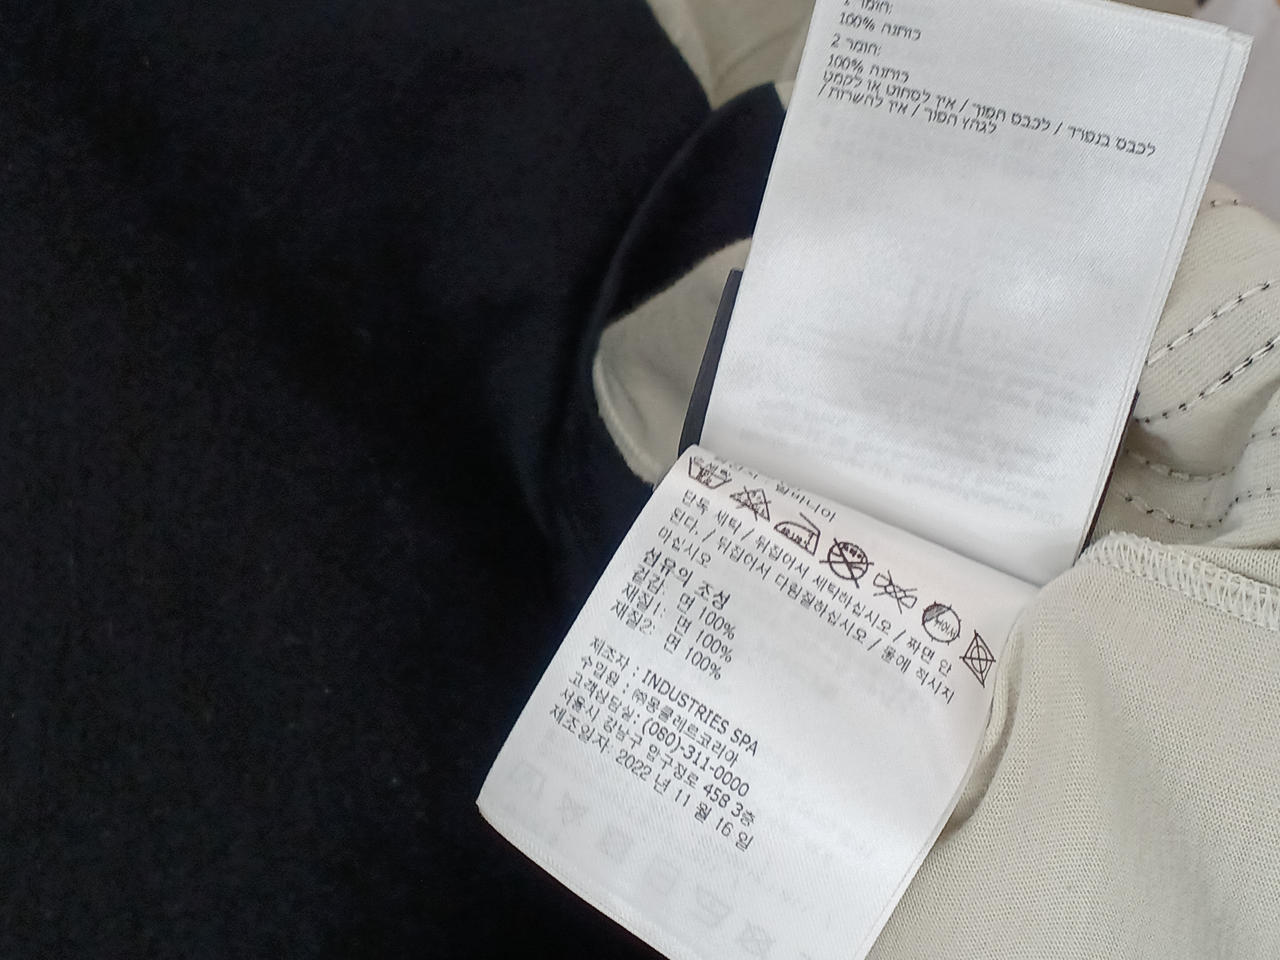 1 חומר:
100% כותנה
2 חומר:
100% כותנה
לכבס בנפרד / לכבס הפוך / אין לסחוט או לקמט
/ לגהץ הפוך / אין להשרות
알바니아
단독 세탁 / 뒤집어서 세탁하십시오 / 짜면 안
된다. / 뒤집어서 다림질하십시오 / 물에 적시지
마십시오
섬유의 조성
겉감: 면 100%
재질1: 면 100%
재질2: 면 100%
제조자 : INDUSTRIES SPA
수입원 : ㈜몽클레르코리아
고객상담실: (080)-311-0000
서울시 강남구 압구정로 458 3층
제조일자: 2022 년 11 월 16 일